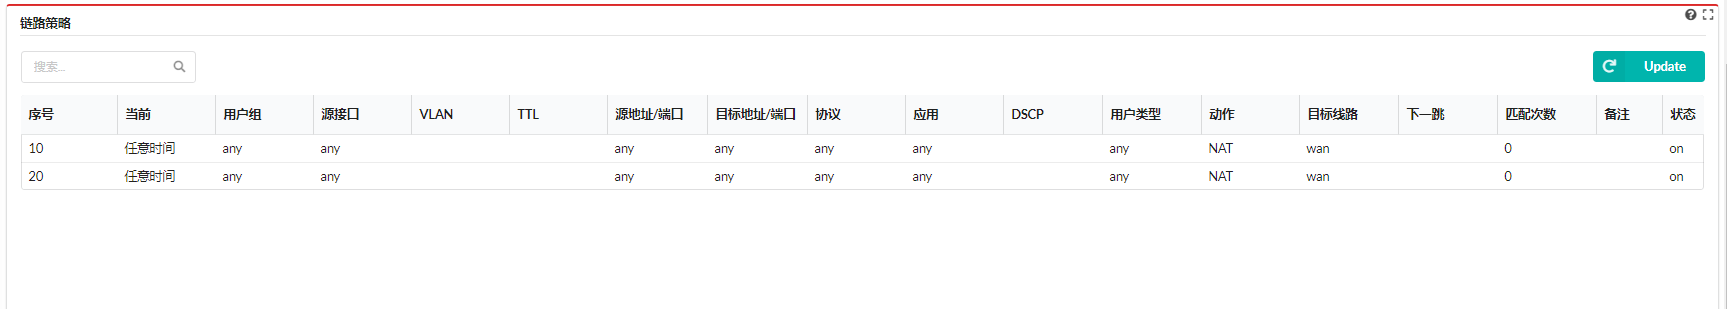 链路策略
搜索...
Update
序号 当前 用户组 源接口 VLAN TTL 源地址/端口 目标地址/端口 协议 应用 DSCP 用户类型 动作 目标线路 下一跳 匹配次数 备注 状态
10 任意时间 any any any any any any any NAT wan 0 on
20 任意时间 any any any any any any any NAT wan 0 on